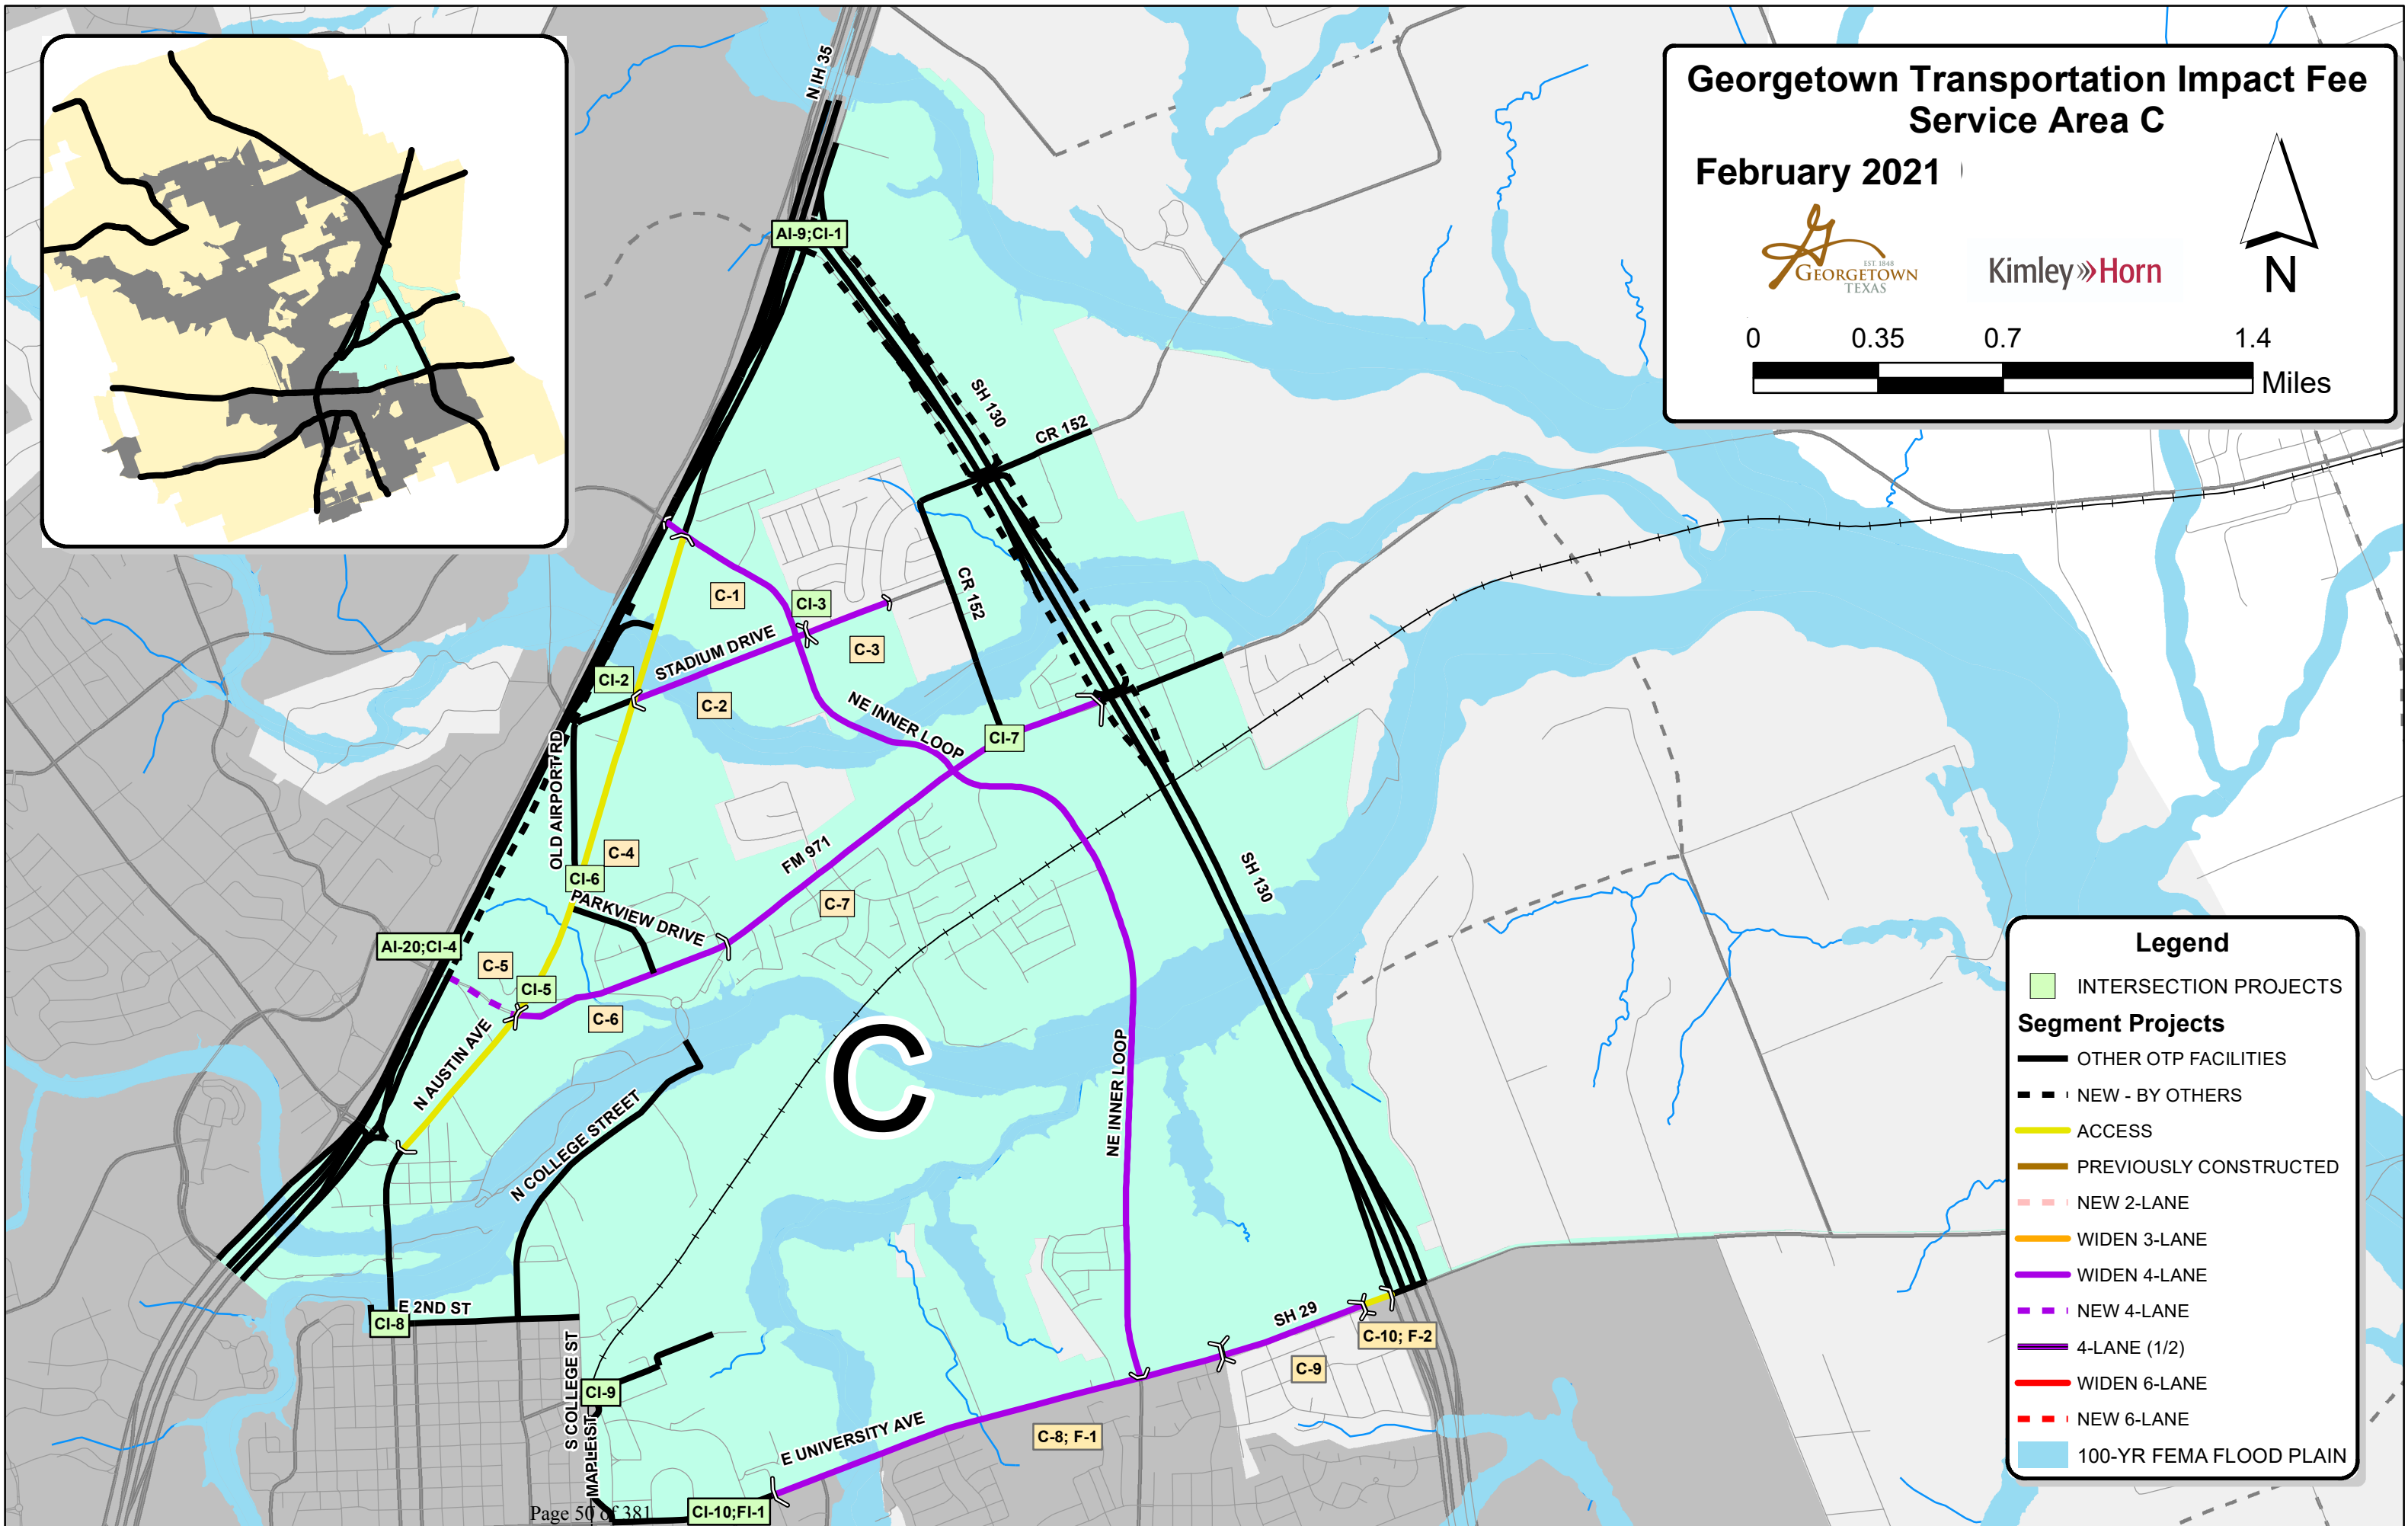 Georgetown Transportation Impact Fee
Service Area C
February 2021
EST. 1848
GEORGETOWN
TEXAS
Kimley»Horn
N
0 0.35 0.7 1.4
Miles
N IH 35
AI-9;CI-1
SH 130
CR 152
C-1
CI-3
CR 152
STADIUM DRIVE
C-3
CI-2
C-2
NE INNER LOOP
CI-7
OLD AIRPORT RD
FM 971
C-4
CI-6
SH 130
PARKVIEW DRIVE
C-7
AI-20;CI-4
C-5
CI-5
C-6
C
N AUSTIN AVE
NE INNER LOOP
N COLLEGE STREET
E 2ND ST
CI-8
SH 29
C-10; F-2
C-9
S COLLEGE ST
CI-9
MAPLE ST
E UNIVERSITY AVE
C-8; F-1
CI-10;FI-1
Page 50 of 381
Legend
INTERSECTION PROJECTS
Segment Projects
OTHER OTP FACILITIES
NEW - BY OTHERS
ACCESS
PREVIOUSLY CONSTRUCTED
NEW 2-LANE
WIDEN 3-LANE
WIDEN 4-LANE
NEW 4-LANE
4-LANE (1/2)
WIDEN 6-LANE
NEW 6-LANE
100-YR FEMA FLOOD PLAIN